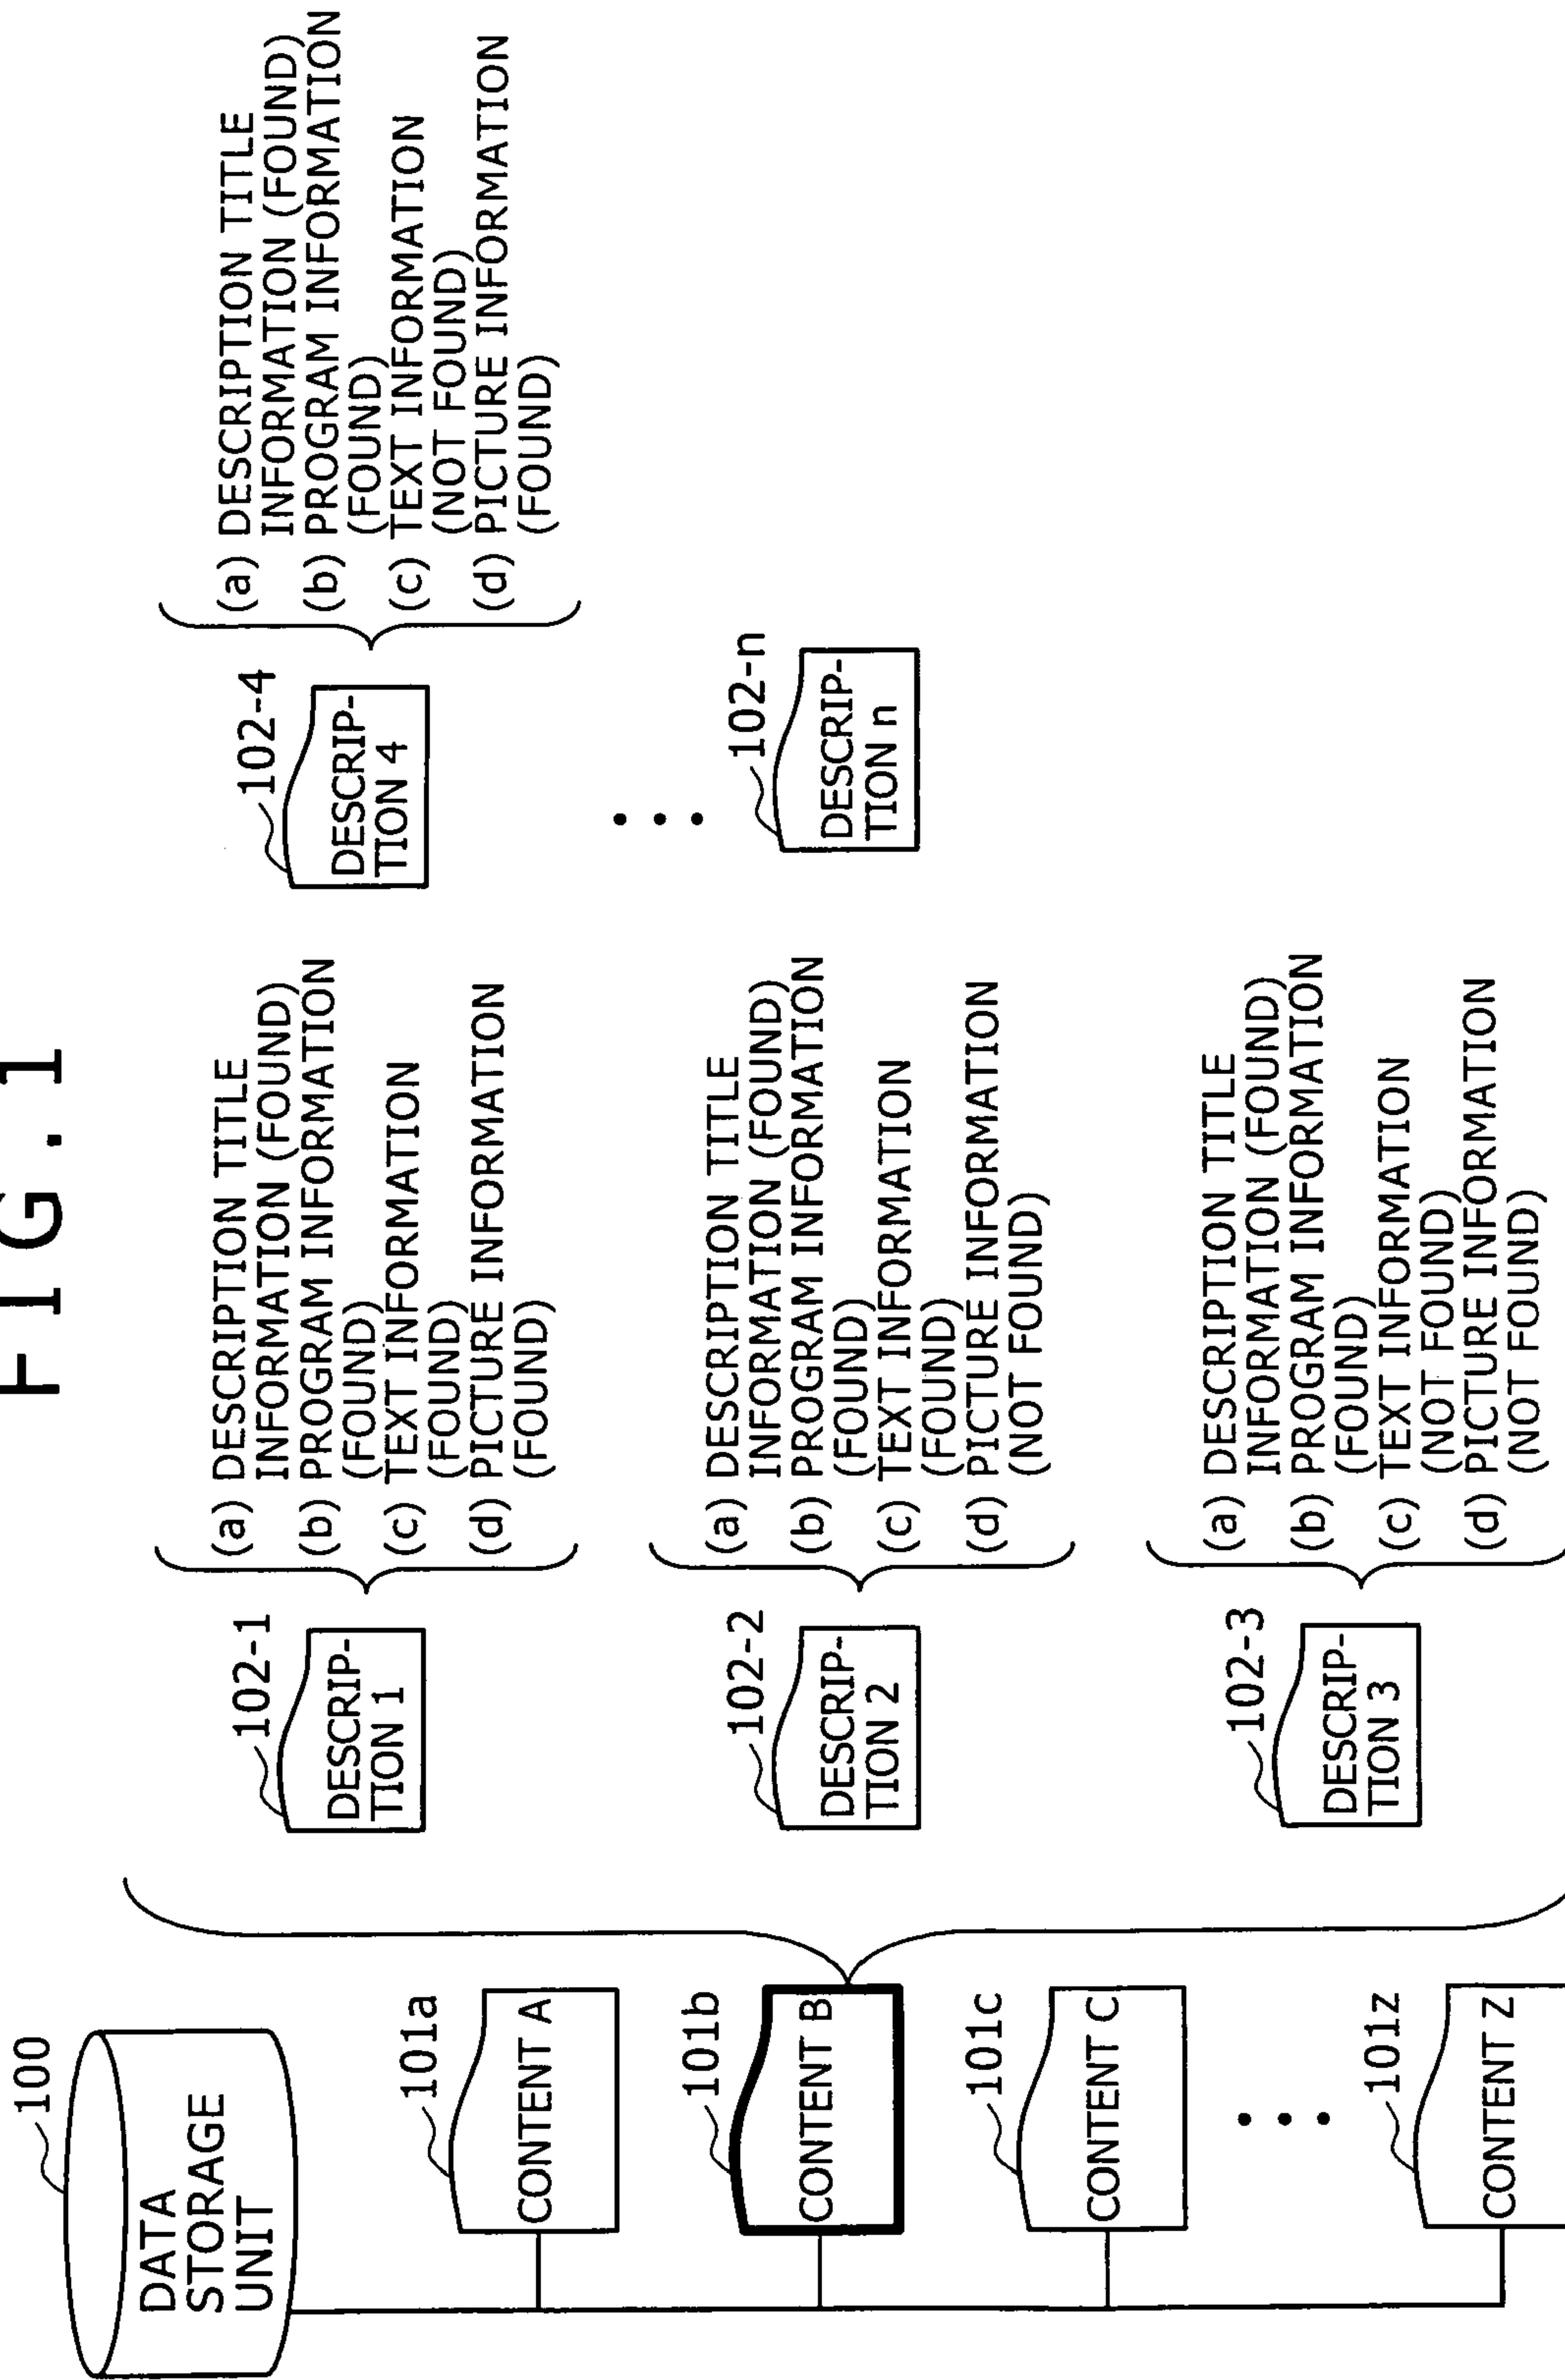 FIG. 1
100
DATA
STORAGE
UNIT
101a
CONTENT A
101b
CONTENT B
101c
CONTENT C
101z
CONTENT Z
102-1
DESCRIP-
TION 1
(a) DESCRIPTION TITLE
INFORMATION (FOUND)
(b) PROGRAM INFORMATION
(FOUND)
(c) TEXT INFORMATION
(FOUND)
(d) PICTURE INFORMATION
(FOUND)
102-2
DESCRIP-
TION 2
(a) DESCRIPTION TITLE
INFORMATION (FOUND)
(b) PROGRAM INFORMATION
(FOUND)
(c) TEXT INFORMATION
(FOUND)
(d) PICTURE INFORMATION
(NOT FOUND)
102-3
DESCRIP-
TION 3
(a) DESCRIPTION TITLE
INFORMATION (FOUND)
(b) PROGRAM INFORMATION
(FOUND)
(c) TEXT INFORMATION
(NOT FOUND)
(d) PICTURE INFORMATION
(NOT FOUND)
102-4
DESCRIP-
TION 4
(a) DESCRIPTION TITLE
INFORMATION (FOUND)
(b) PROGRAM INFORMATION
(FOUND)
(c) TEXT INFORMATION
(NOT FOUND)
(d) PICTURE INFORMATION
(FOUND)
102-n
DESCRIP-
TION n